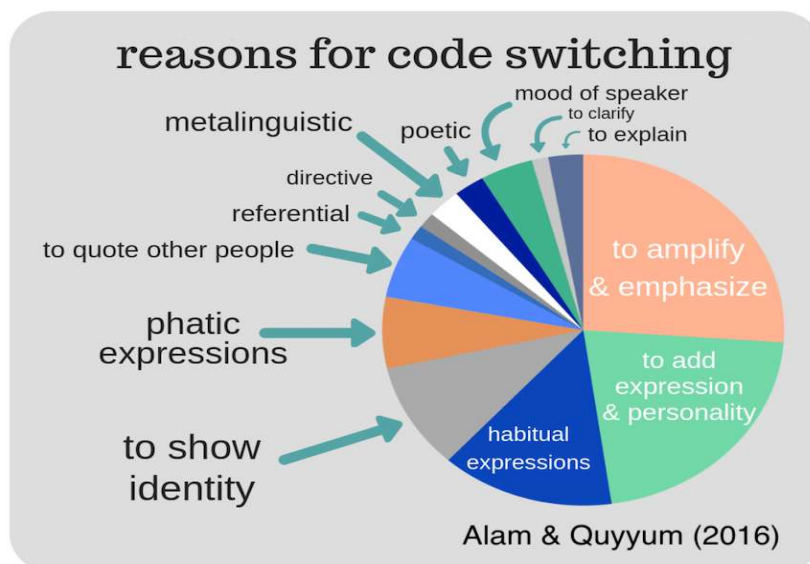 reasons for code switching
mood of speaker
to clarify
to explain
poetic
metalinguistic
directive
referential
to quote other people
phatic
expressions
to show
identity
habitual
expressions
to add
expression
& personality
to amplify
& emphasize
Alam & Quyyum (2016)